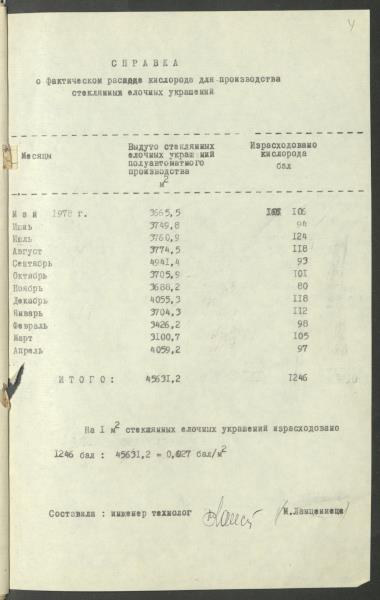 4
СПРАВКА
о фактическом расходе кислорода для производства
стеклянных елочных украшений
Месяцы
Выдуто стеклянных
елочных украшений
полуавтоматного
производства
м2
Израсходовано
кислорода
бал
Май 1978 г. 3665,5 106
Июнь 3749,8 94
Июль 3760,9 124
Август 3774,5 118
Сентябрь 4941,4 93
Октябрь 3705,9 101
Ноябрь 3688,2 80
Декабрь 4055,3 118
Январь 3704,3 112
Февраль 3426,2 98
Март 3100,7 105
Апрель 4059,2 97
ИТОГО: 45631,2 1246
На 1 м2 стеклянных елочных украшений израсходовано
1246 бал : 45631,2 = 0,027 бал/м2
Составила : инженер технолог